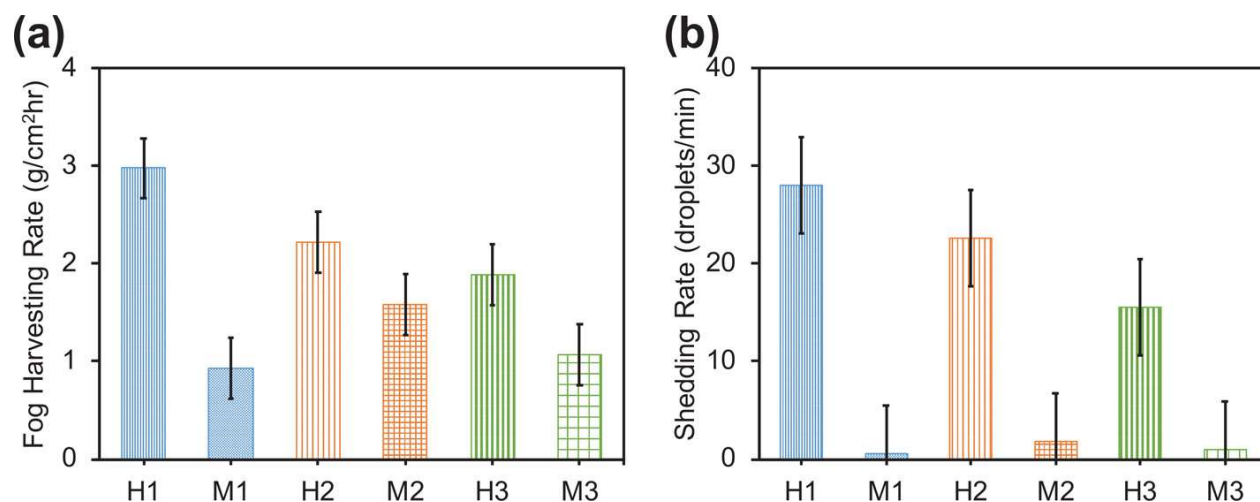 (a)
Fog Harvesting Rate (g/cm²hr)
4
3
2
1
0
H1 M1 H2 M2 H3 M3
(b)
Shedding Rate (droplets/min)
40
30
20
10
0
H1 M1 H2 M2 H3 M3